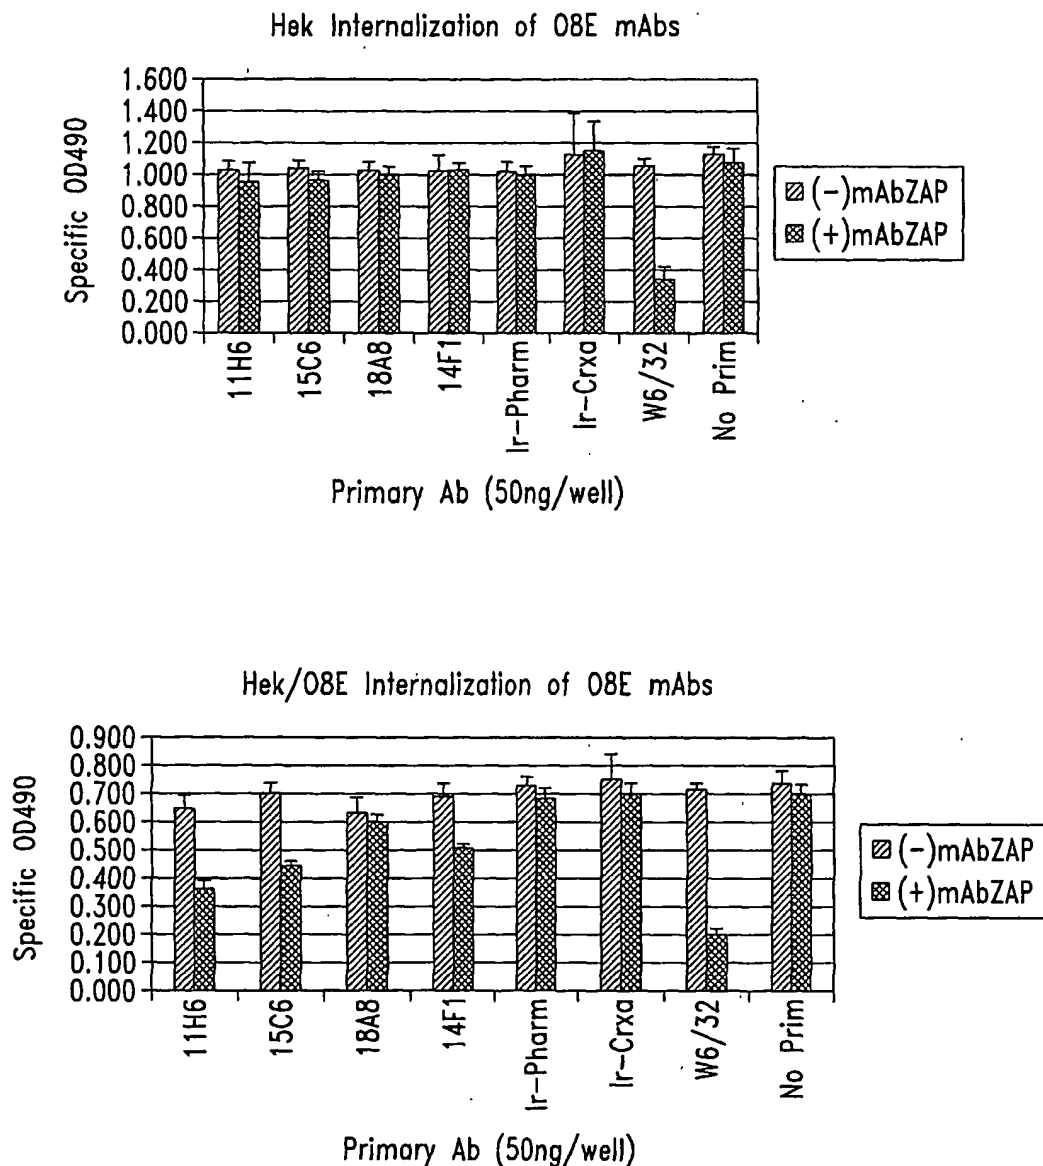 Hek Internalization of O8E mAbs
1.600
1.400
1.200
1.000
0.800
0.600
0.400
0.200
0.000
Specific OD490
11H6
15C6
18A8
14F1
Ir-Pharm
Ir-Crxa
W6/32
No Prim
Primary Ab (50ng/well)
(-)mAbZAP
(+)mAbZAP
Hek/O8E Internalization of O8E mAbs
0.900
0.800
0.700
0.600
0.500
0.400
0.300
0.200
0.100
0.000
Specific OD490
11H6
15C6
18A8
14F1
Ir-Pharm
Ir-Crxa
W6/32
No Prim
Primary Ab (50ng/well)
(-)mAbZAP
(+)mAbZAP